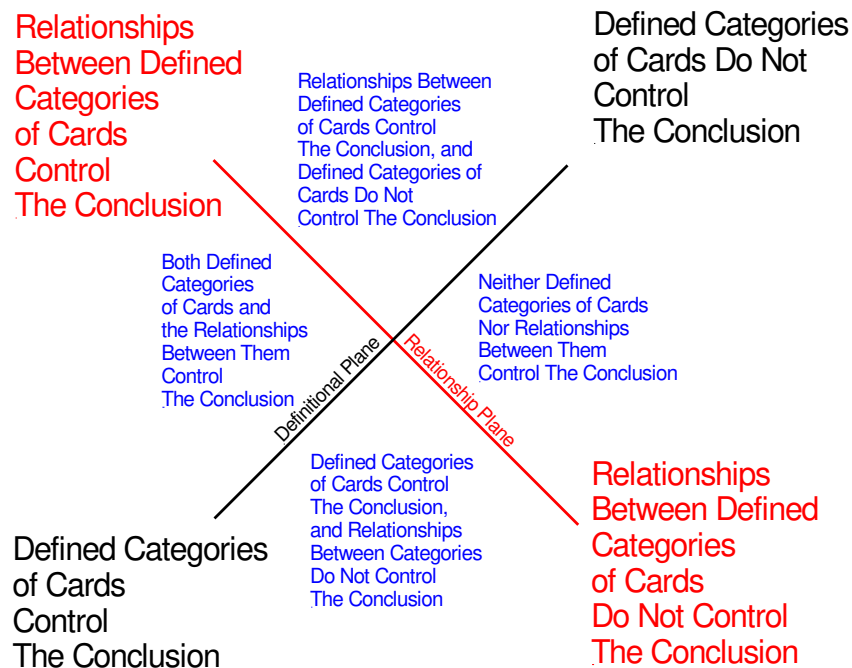 Relationships
Between Defined
Categories
of Cards
Control
The Conclusion
Defined Categories
of Cards Do Not
Control
The Conclusion
Relationships Between
Defined Categories
of Cards Control
The Conclusion, and
Defined Categories of
Cards Do Not
Control The Conclusion
Both Defined
Categories
of Cards and
the Relationships
Between Them
Control
The Conclusion
Neither Defined
Categories of Cards
Nor Relationships
Between Them
Control The Conclusion
Definitional Plane
Relationship Plane
Defined Categories
of Cards Control
The Conclusion,
and Relationships
Between Categories
Do Not Control
The Conclusion
Defined Categories
of Cards
Control
The Conclusion
Relationships
Between Defined
Categories
of Cards
Do Not Control
The Conclusion